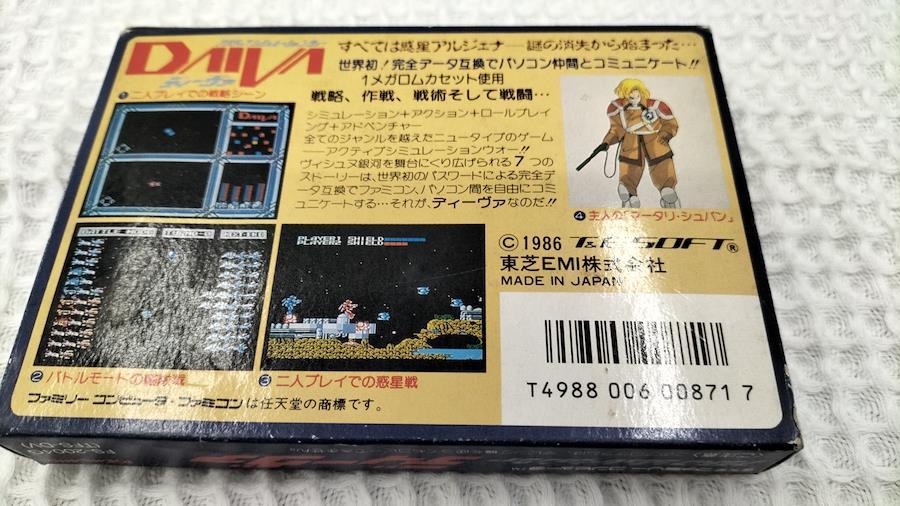 DAIVA
ディーヴァ
すべては惑星アルジェナ―謎の消失から始まった…
世界初!完全データ互換でパソコン仲間とコミュニケート!!
1メガロムカセット使用
戦略、作戦、戦術そして戦闘…
❶二人プレイでの戦略シーン
シミュレーション+アクション+ロールプレイ
ング+アドベンチャー
全てのジャンルを越えたニュータイプのゲーム
―アクティブシミュレーションウォー!!
ヴィシュヌ銀河を舞台にくり広げられる7つの
ストーリーは、世界初のパスワードによる完全デ
ータ互換でファミコン、パソコン間を自由にコミ
ュニケートする…それが、ディーヴァなのだ!!
DAIVA
❹主人公「マータリ・シュバン」
BATTLE MODE
PLAYER1 SHIELD
PLAYER2 SHIELD
©1986 T&E SOFT®
東芝EMI株式会社
MADE IN JAPAN
❷バトルモードの
❸二人プレイでの惑星戦
T4988 006 00871 7
ファミリーコンピュータ・ファミコンは任天堂の商標です。
ディーヴァ